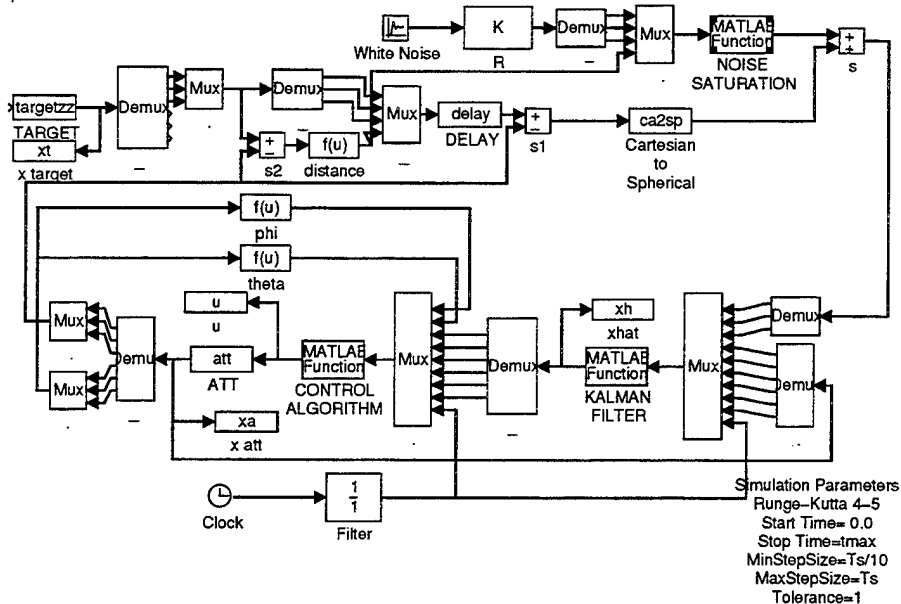 K
White Noise
R
Demux
Mux
MATLAB
Function
NOISE
SATURATION
+
+
s
targetzz
TARGET
xt
x target
Demux
Mux
Demux
+
−
s2
f(u)
distance
Mux
delay
DELAY
+
−
s1
ca2sp
Cartesian
to
Spherical
f(u)
phi
f(u)
theta
u
u
Mux
Mux
Demu
att
ATT
xa
x att
MATLAB
Function
CONTROL
ALGORITHM
Mux
Demux
xh
xhat
MATLAB
Function
KALMAN
FILTER
Mux
Demux
Demu
Clock
1
1
Filter
Simulation Parameters
Runge−Kutta 4−5
Start Time= 0.0
Stop Time=tmax
MinStepSize=Ts/10
MaxStepSize=Ts
Tolerance=1